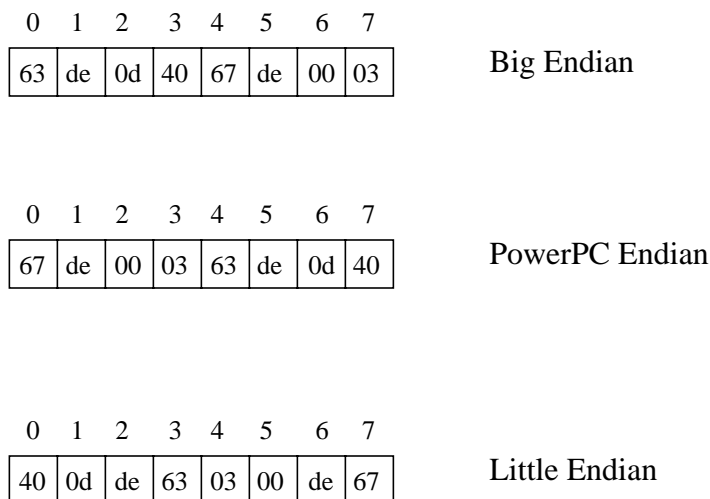 0 1 2 3 4 5 6 7
63 de 0d 40 67 de 00 03 Big Endian
0 1 2 3 4 5 6 7
67 de 00 03 63 de 0d 40 PowerPC Endian
0 1 2 3 4 5 6 7
40 0d de 63 03 00 de 67 Little Endian